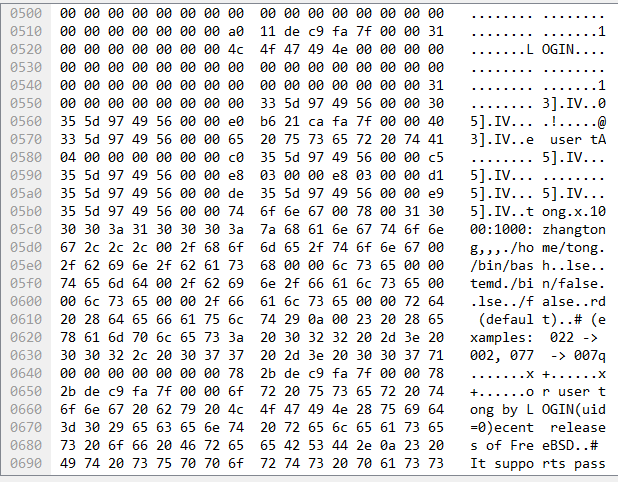 0500 00 00 00 00 00 00 00 00 00 00 00 00 00 00 00 00 ........ ........
0510 00 00 00 00 00 00 00 a0 11 de c9 fa 7f 00 00 31 ........ .......1
0520 00 00 00 00 00 00 00 4c 4f 47 49 4e 00 00 00 00 .......L OGIN....
0530 00 00 00 00 00 00 00 00 00 00 00 00 00 00 00 00 ........ ........
0540 00 00 00 00 00 00 00 00 00 00 00 00 00 00 00 31 ........ .......1
0550 00 00 00 00 00 00 00 00 33 5d 97 49 56 00 00 30 ........ 3].IV..0
0560 35 5d 97 49 56 00 00 e0 b6 21 ca fa 7f 00 00 40 5].IV... .!.....@
0570 33 5d 97 49 56 00 00 65 20 75 73 65 72 20 74 41 3].IV..e user tA
0580 04 00 00 00 00 00 00 c0 35 5d 97 49 56 00 00 c5 ........ 5].IV...
0590 35 5d 97 49 56 00 00 e8 03 00 00 e8 03 00 00 d1 5].IV... ........
05a0 35 5d 97 49 56 00 00 de 35 5d 97 49 56 00 00 e9 5].IV... 5].IV...
05b0 35 5d 97 49 56 00 00 74 6f 6e 67 00 78 00 31 30 5].IV..t ong.x.10
05c0 30 30 3a 31 30 30 30 3a 7a 68 61 6e 67 74 6f 6e 00:1000: zhangton
05d0 67 2c 2c 2c 00 2f 68 6f 6d 65 2f 74 6f 6e 67 00 g,,,./ho me/tong.
05e0 2f 62 69 6e 2f 62 61 73 68 00 00 6c 73 65 00 00 /bin/bas h..lse..
05f0 74 65 6d 64 00 2f 62 69 6e 2f 66 61 6c 73 65 00 temd./bi n/false.
0600 00 6c 73 65 00 00 2f 66 61 6c 73 65 00 00 72 64 .lse../f alse..rd
0610 20 28 64 65 66 61 75 6c 74 29 0a 00 23 20 28 65 (defaul t)..# (e
0620 78 61 6d 70 6c 65 73 3a 20 30 32 32 20 2d 3e 20 xamples: 022 ->
0630 30 30 32 2c 20 30 37 37 20 2d 3e 20 30 30 37 71 002, 077 -> 007q
0640 00 00 00 00 00 00 00 78 2b de c9 fa 7f 00 00 78 .......x +......x
0650 2b de c9 fa 7f 00 00 6f 72 20 75 73 65 72 20 74 +......o r user t
0660 6f 6e 67 20 62 79 20 4c 4f 47 49 4e 28 75 69 64 ong by L OGIN(uid
0670 3d 30 29 65 63 65 6e 74 20 72 65 6c 65 61 73 65 =0)ecent release
0680 73 20 6f 66 20 46 72 65 65 42 53 44 2e 0a 23 20 s of Fre eBSD..#
0690 49 74 20 73 75 70 70 6f 72 74 73 20 70 61 73 73 It suppo rts pass